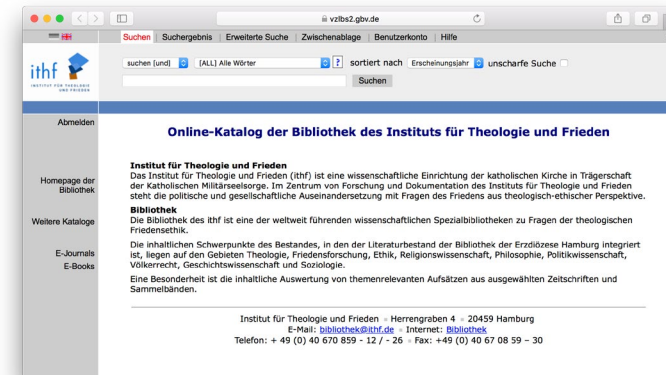 vzlbs2.gbv.de
Suchen | Suchergebnis | Erweiterte Suche | Zwischenablage | Benutzerkonto | Hilfe
ithf
INSTITUT FÜR THEOLOGIE
UND FRIEDEN
suchen [und] [ALL] Alle Wörter ? sortiert nach Erscheinungsjahr unscharfe Suche
Suchen
Abmelden
Homepage der
Bibliothek
Weitere Kataloge
E-Journals
E-Books
Online-Katalog der Bibliothek des Instituts für Theologie und Frieden
Institut für Theologie und Frieden
Das Institut für Theologie und Frieden (ithf) ist eine wissenschaftliche Einrichtung der katholischen Kirche in Trägerschaft
der Katholischen Militärseelsorge. Im Zentrum von Forschung und Dokumentation des Instituts für Theologie und Frieden
steht die politische und gesellschaftliche Auseinandersetzung mit Fragen des Friedens aus theologisch-ethischer Perspektive.
Bibliothek
Die Bibliothek des ithf ist eine der weltweit führenden wissenschaftlichen Spezialbibliotheken zu Fragen der theologischen
Friedensethik.
Die inhaltlichen Schwerpunkte des Bestandes, in den der Literaturbestand der Bibliothek der Erzdiözese Hamburg integriert
ist, liegen auf den Gebieten Theologie, Friedensforschung, Ethik, Religionswissenschaft, Philosophie, Politikwissenschaft,
Völkerrecht, Geschichtswissenschaft und Soziologie.
Eine Besonderheit ist die inhaltliche Auswertung von themenrelevanten Aufsätzen aus ausgewählten Zeitschriften und
Sammelbänden.
Institut für Theologie und Frieden ▪ Herrengraben 4 ▪ 20459 Hamburg
E-Mail: bibliothek@ithf.de ▪ Internet: Bibliothek
Telefon: + 49 (0) 40 670 859 - 12 / - 26 ▪ Fax: +49 (0) 40 67 08 59 – 30